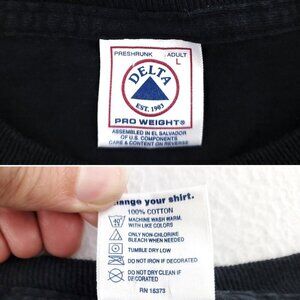 PRESHRUNK ADULT
L
DELTA
EST. 1903
PRO WEIGHT®
ASSEMBLED IN EL SALVADOR
OF U.S. COMPONENTS
CARE & CONTENT ON REVERSE
change your shirt.
100% COTTON
MACHINE WASH WARM
WITH LIKE COLORS
ONLY NON-CHLORINE
BLEACH WHEN NEEDED
TUMBLE DRY LOW
DO NOT IRON IF DECORATED
DO NOT DRY CLEAN IF
DECORATED
RN 15373